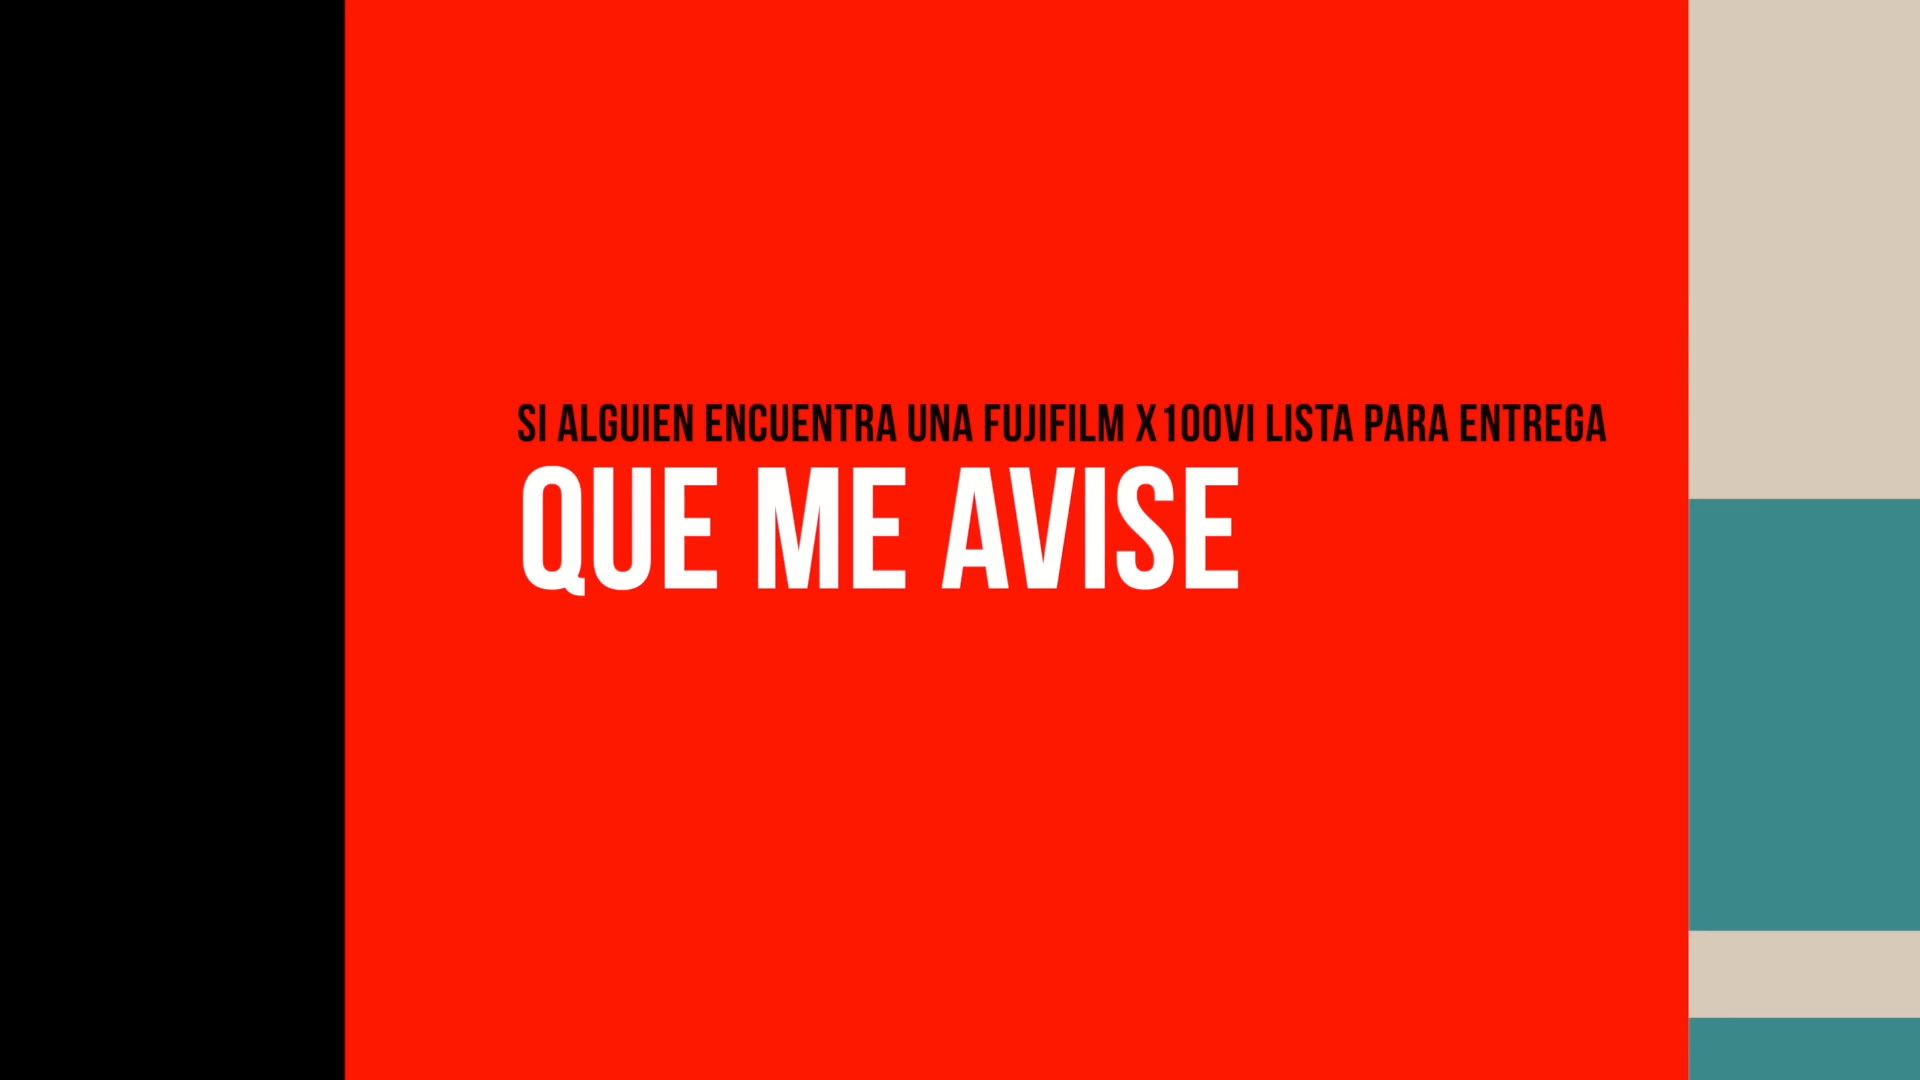 SI ALGUIEN ENCUENTRA UNA FUJIFILM X100VI LISTA PARA ENTREGA
QUE ME AVISE